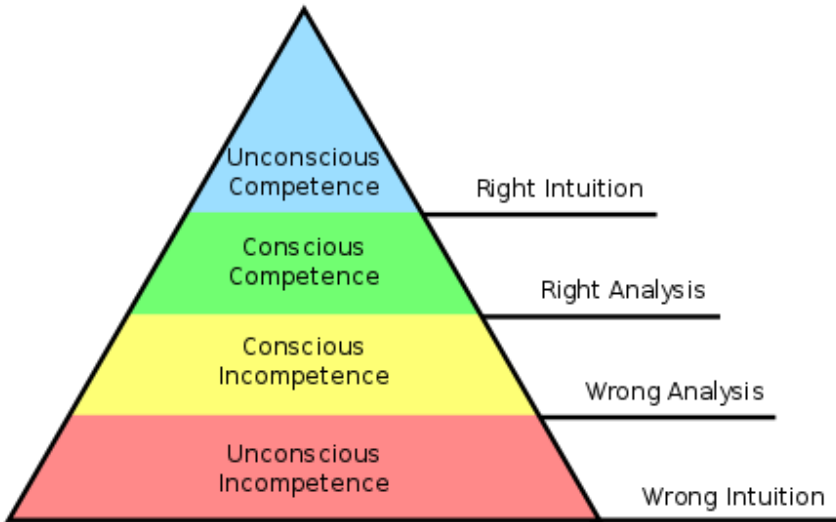 Unconscious
Competence
Right Intuition
Conscious
Competence
Right Analysis
Conscious
Incompetence
Wrong Analysis
Unconscious
Incompetence
Wrong Intuition